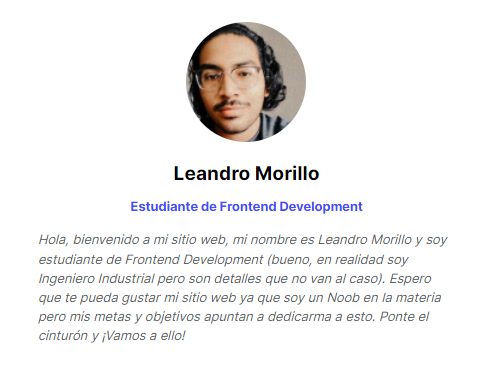 Leandro Morillo
Estudiante de Frontend Development
Hola, bienvenido a mi sitio web, mi nombre es Leandro Morillo y soy
estudiante de Frontend Development (bueno, en realidad soy
Ingeniero Industrial pero son detalles que no van al caso). Espero
que te pueda gustar mi sitio web ya que soy un Noob en la materia
pero mis metas y objetivos apuntan a dedicarma a esto. Ponte el
cinturón y ¡Vamos a ello!